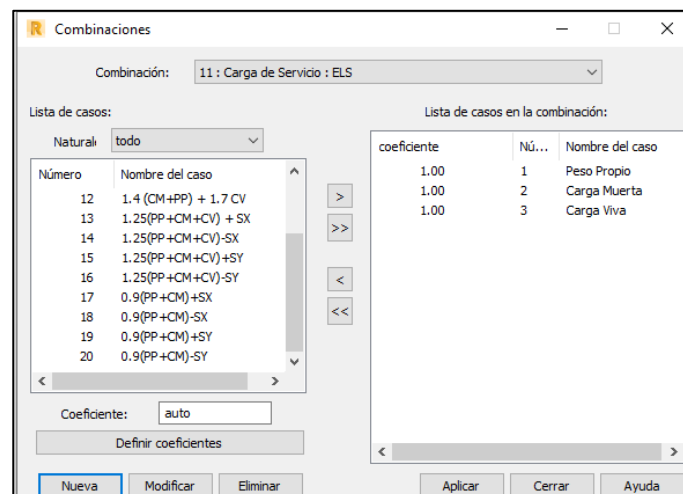 R Combinaciones
Combinación: 11 : Carga de Servicio : ELS
Lista de casos:
Natural todo
Número Nombre del caso
12 1.4 (CM+PP) + 1.7 CV
13 1.25(PP+CM+CV) + SX
14 1.25(PP+CM+CV)-SX
15 1.25(PP+CM+CV)+SY
16 1.25(PP+CM+CV)-SY
17 0.9(PP+CM)+SX
18 0.9(PP+CM)-SX
19 0.9(PP+CM)+SY
20 0.9(PP+CM)-SY
Coeficiente: auto
Definir coeficientes
Nueva Modificar Eliminar
>
>>
<
<<
Lista de casos en la combinación:
coeficiente Nú... Nombre del caso
1.00 1 Peso Propio
1.00 2 Carga Muerta
1.00 3 Carga Viva
Aplicar Cerrar Ayuda